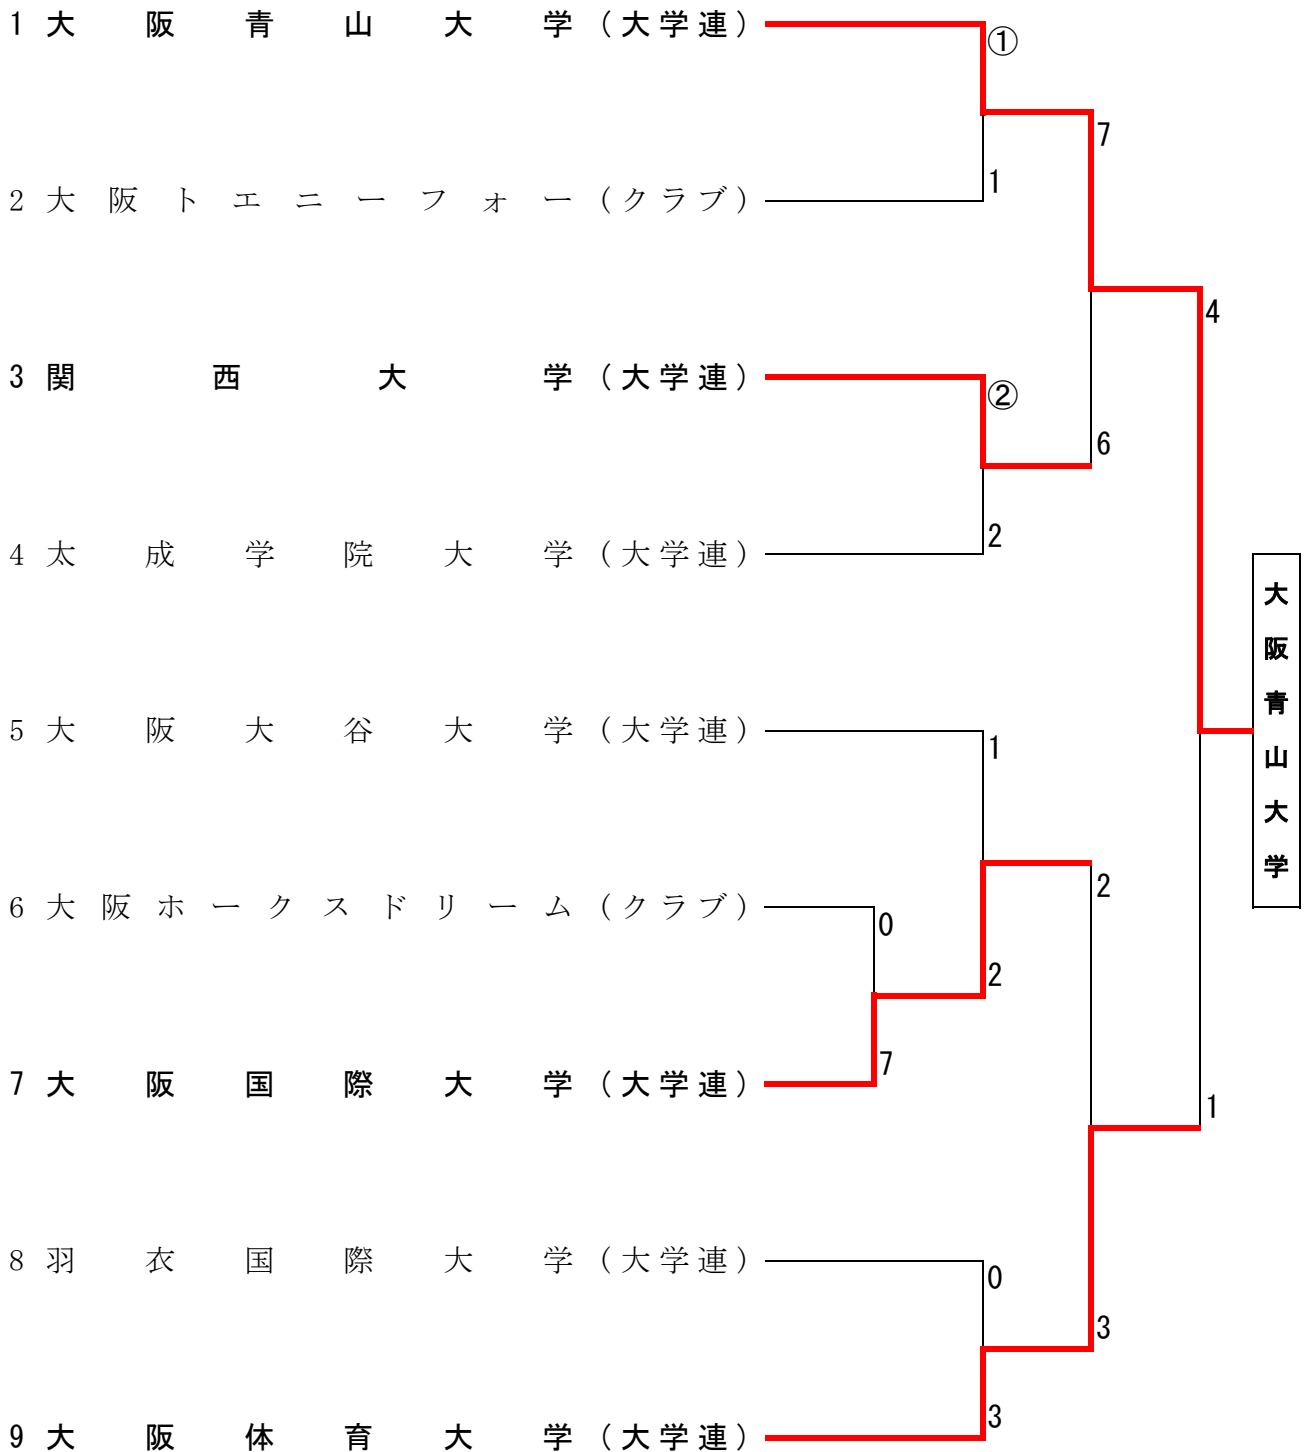 1 大阪青山大学(大学連)
①
7
2 大阪トエニーフォー(クラブ)
1
4
3 関西大学(大学連)
②
6
4 太成学院大学(大学連)
2
大阪青山大学
5 大阪大谷大学(大学連)
1
2
6 大阪ホークスドリーム(クラブ)
0
2
7 大阪国際大学(大学連)
7
1
8 羽衣国際大学(大学連)
0
3
9 大阪体育大学(大学連)
3